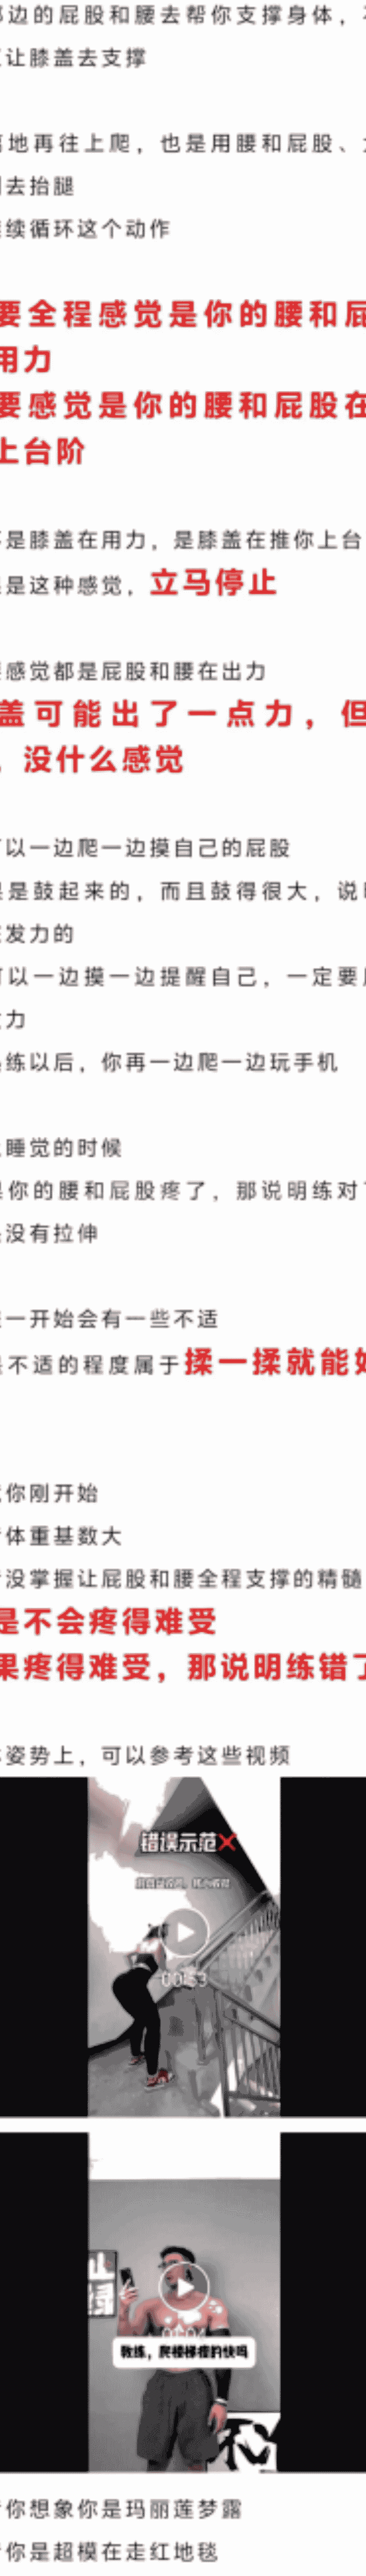 边的屁股和腰去帮你支撑身体，
让膝盖去支撑
地再往上爬，也是用腰和屁股、
去抬腿
续循环这个动作
要全程感觉是你的腰和屁
用力
要感觉是你的腰和屁股在
上台阶
是膝盖在用力，是膝盖在推你上台
是这种感觉，立马停止
感觉都是屁股和腰在出力
盖可能出了一点力，但
，没什么感觉
以一边爬一边摸自己的屁股
是鼓起来的，而且鼓得很大，说
发力的
可以一边摸一边提醒自己，一定要
力
练以后，你再一边爬一边玩手机
睡觉的时候
你的腰和屁股疼了，那说明练对
没有拉伸
一开始会有一些不适
不适的程度属于揉一揉就能
你刚开始
体重基数大
没掌握让屁股和腰全程支撑的精髓
是不会疼得难受
果疼得难受，那说明练错了
姿势上，可以参考这些视频
错误示范❌
教练，爬楼梯瘦的快吗
你想象你是玛丽莲梦露
你是超模在走红地毯